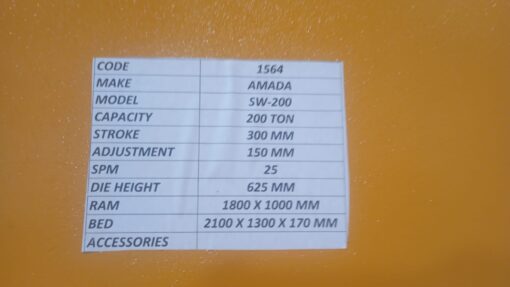 CODE 1564
MAKE AMADA
MODEL SW-200
CAPACITY 200 TON
STROKE 300 MM
ADJUSTMENT 150 MM
SPM 25
DIE HEIGHT 625 MM
RAM 1800 X 1000 MM
BED 2100 X 1300 X 170 MM
ACCESSORIES